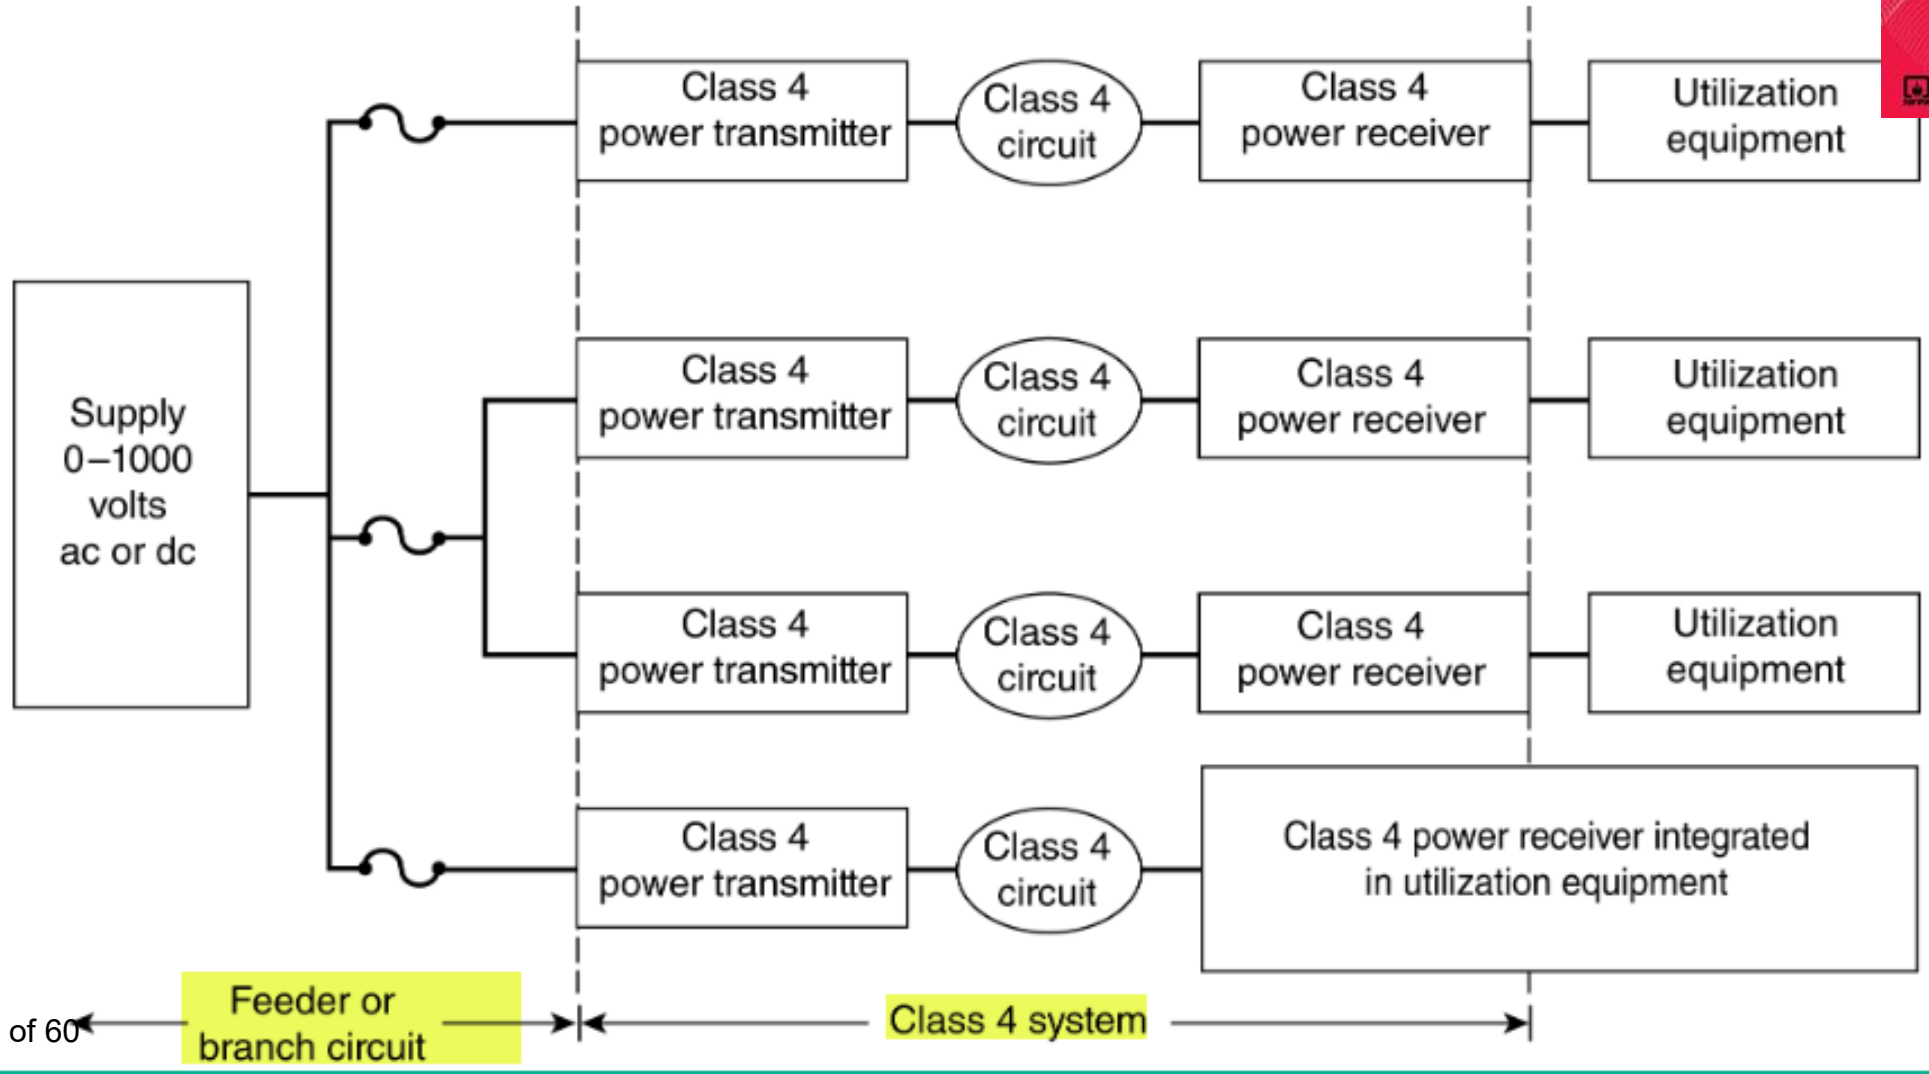 Class 4
power transmitter
Class 4
circuit
Class 4
power receiver
Utilization
equipment
Supply
0–1000
volts
ac or dc
Class 4
power transmitter
Class 4
circuit
Class 4
power receiver
Utilization
equipment
Class 4
power transmitter
Class 4
circuit
Class 4
power receiver
Utilization
equipment
Class 4
power transmitter
Class 4
circuit
Class 4 power receiver integrated
in utilization equipment
Feeder or
branch circuit
Class 4 system
of 60